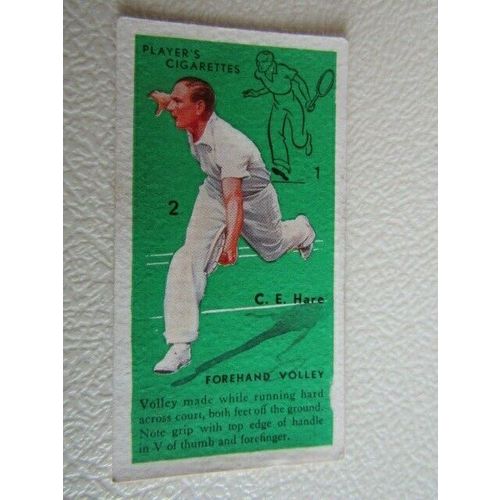 PLAYER'S
CIGARETTES
1
2
C. E. Hare
FOREHAND VOLLEY
Volley made while running hard
across court, both feet off the ground.
Note grip with top edge of handle
in V of thumb and forefinger.